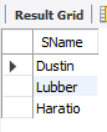 Result Grid
SName
Dustin
Lubber
Haratio